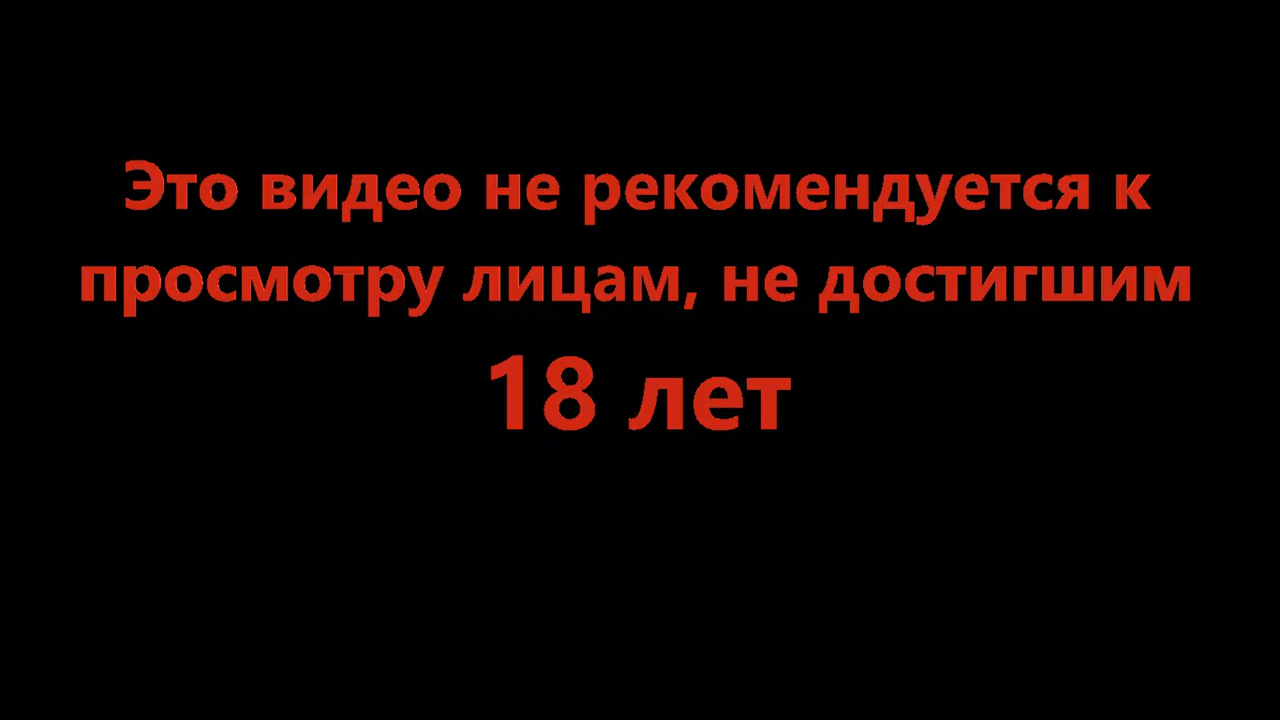 Это видео не рекомендуется к
просмотру лицам, не достигшим
18 лет